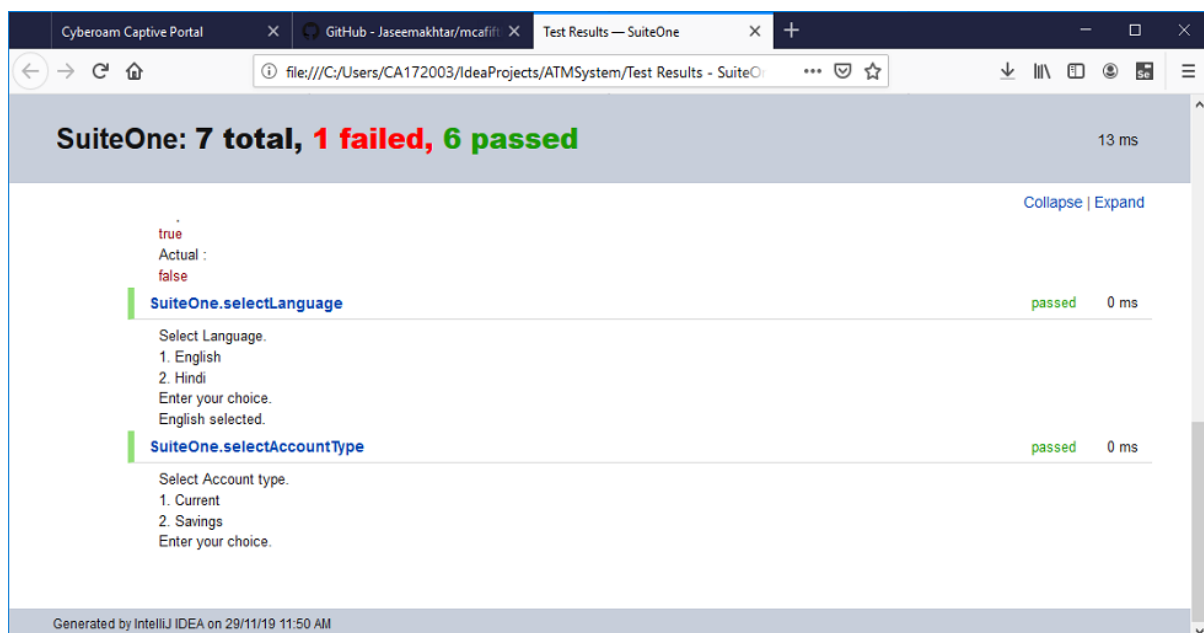 Cyberoam Captive Portal
GitHub - Jaseemakhtar/mcafift
Test Results — SuiteOne
file:///C:/Users/CA172003/IdeaProjects/ATMSystem/Test Results - SuiteO
SuiteOne: 7 total, 1 failed, 6 passed
13 ms
Collapse | Expand
true
Actual :
false
SuiteOne.selectLanguage passed 0 ms
Select Language.
1. English
2. Hindi
Enter your choice.
English selected.
SuiteOne.selectAccountType passed 0 ms
Select Account type.
1. Current
2. Savings
Enter your choice.
Generated by IntelliJ IDEA on 29/11/19 11:50 AM